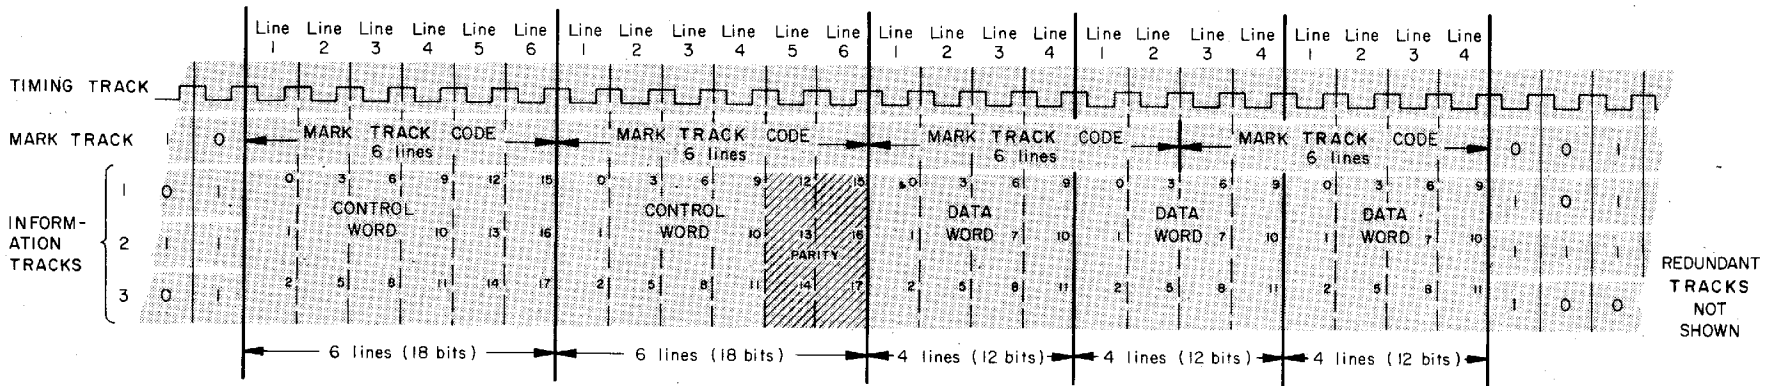 Line 1 Line 2 Line 3 Line 4 Line 5 Line 6 Line 1 Line 2 Line 3 Line 4 Line 5 Line 6 Line 1 Line 2 Line 3 Line 4 Line 1 Line 2 Line 3 Line 4 Line 1 Line 2 Line 3 Line 4
TIMING TRACK
MARK TRACK 1 0 MARK TRACK CODE 6 lines MARK TRACK CODE 6 lines MARK TRACK CODE 6 lines MARK TRACK CODE 6 lines 0 0 1
INFORM-
ATION
TRACKS
0 3 6 9 12 15 0 3 6 9 12 15 0 3 6 9 0 3 6 9 0 3 6 9
1 0 1 1 0 1
CONTROL WORD CONTROL WORD DATA WORD DATA WORD DATA WORD
1 10 13 16 1 10 13 16 1 7 10 1 7 10 1 7 10
2 1 1 1 1 1
PARITY
2 5 8 11 14 17 2 5 8 11 14 17 2 5 8 11 2 5 8 11 2 5 8 11
3 0 1 1 0 0
REDUNDANT
TRACKS
NOT
SHOWN
6 lines (18 bits) 6 lines (18 bits) 4 lines (12 bits) 4 lines (12 bits) 4 lines (12 bits)